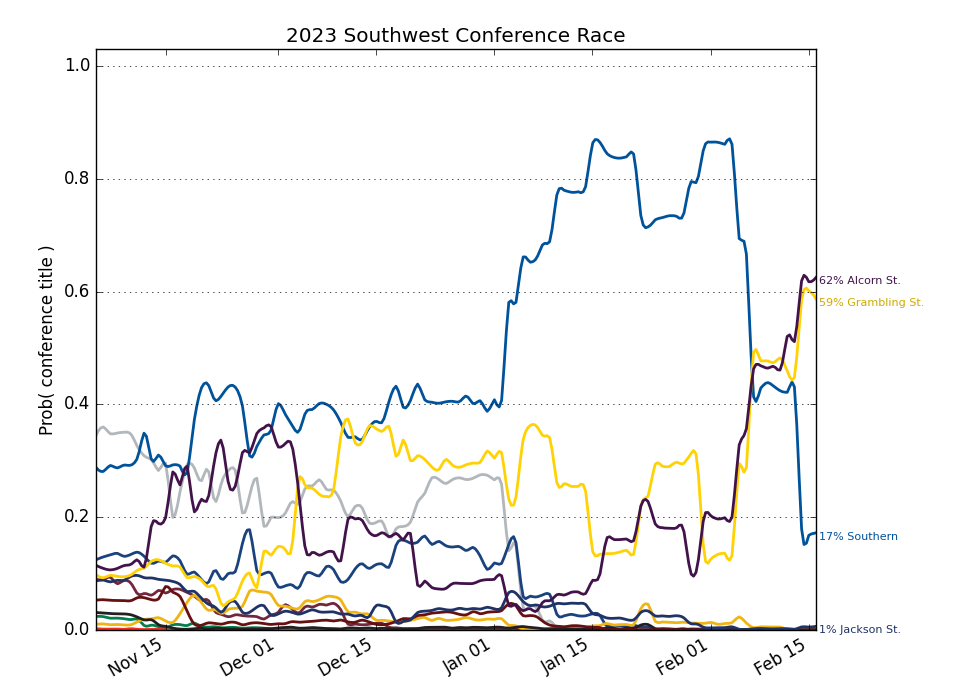 2023 Southwest Conference Race
Prob( conference title )
1.0
0.8
0.6
0.4
0.2
0.0
62% Alcorn St.
59% Grambling St.
17% Southern
1% Jackson St.
Nov 15
Dec 01
Dec 15
Jan 01
Jan 15
Feb 01
Feb 15